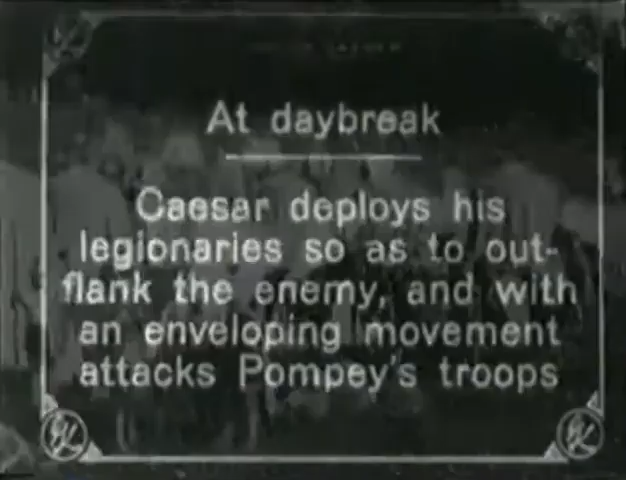 At daybreak
Caesar deploys his
legionaries so as to out-
flank the enemy, and with
an enveloping movement
attacks Pompey's troops